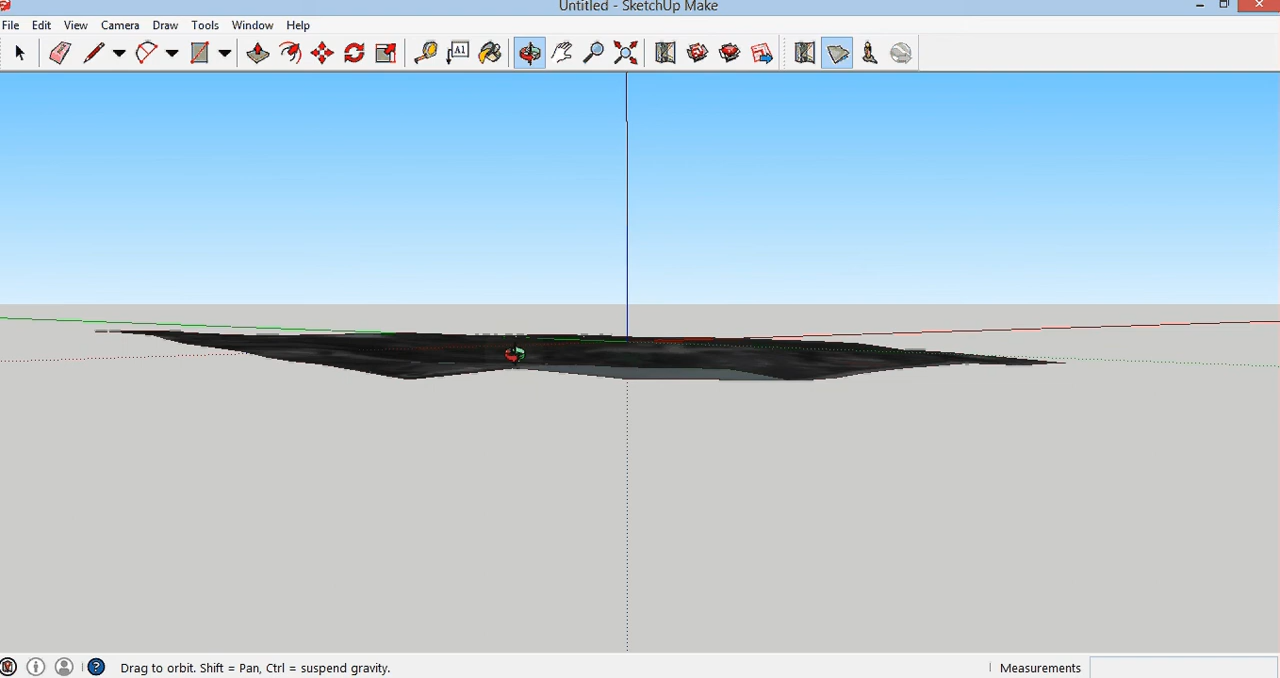 Untitled - SketchUp Make
File Edit View Camera Draw Tools Window Help
A1
? Drag to orbit. Shift = Pan, Ctrl = suspend gravity. Measurements